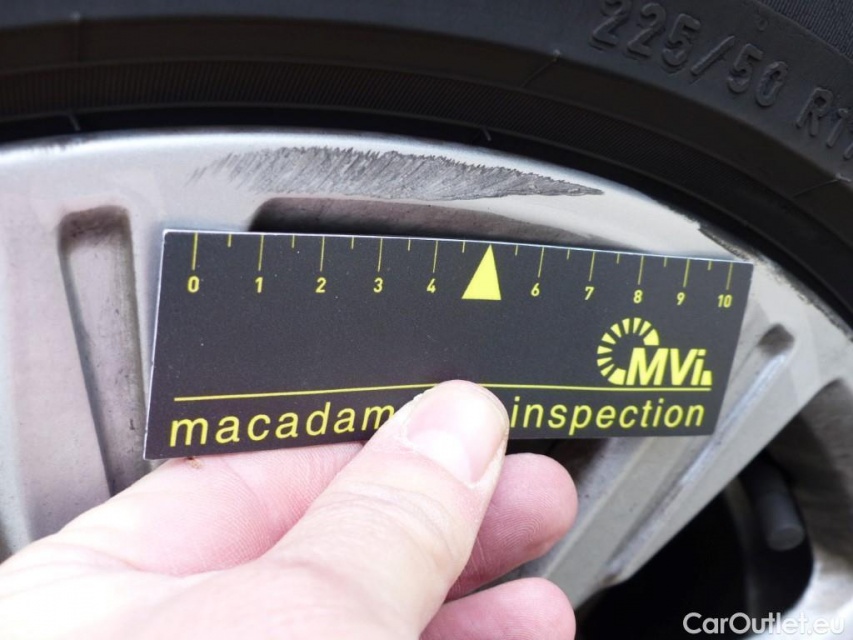 225/50 R1
0 1 2 3 4 6 7 8 9 10
MVi
macadam inspection
CarOutlet.eu